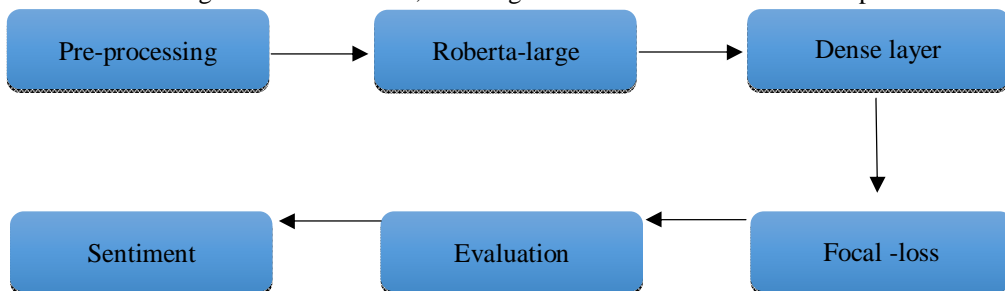 Pre-processing
Roberta-large
Dense layer
Sentiment
Evaluation
Focal -loss